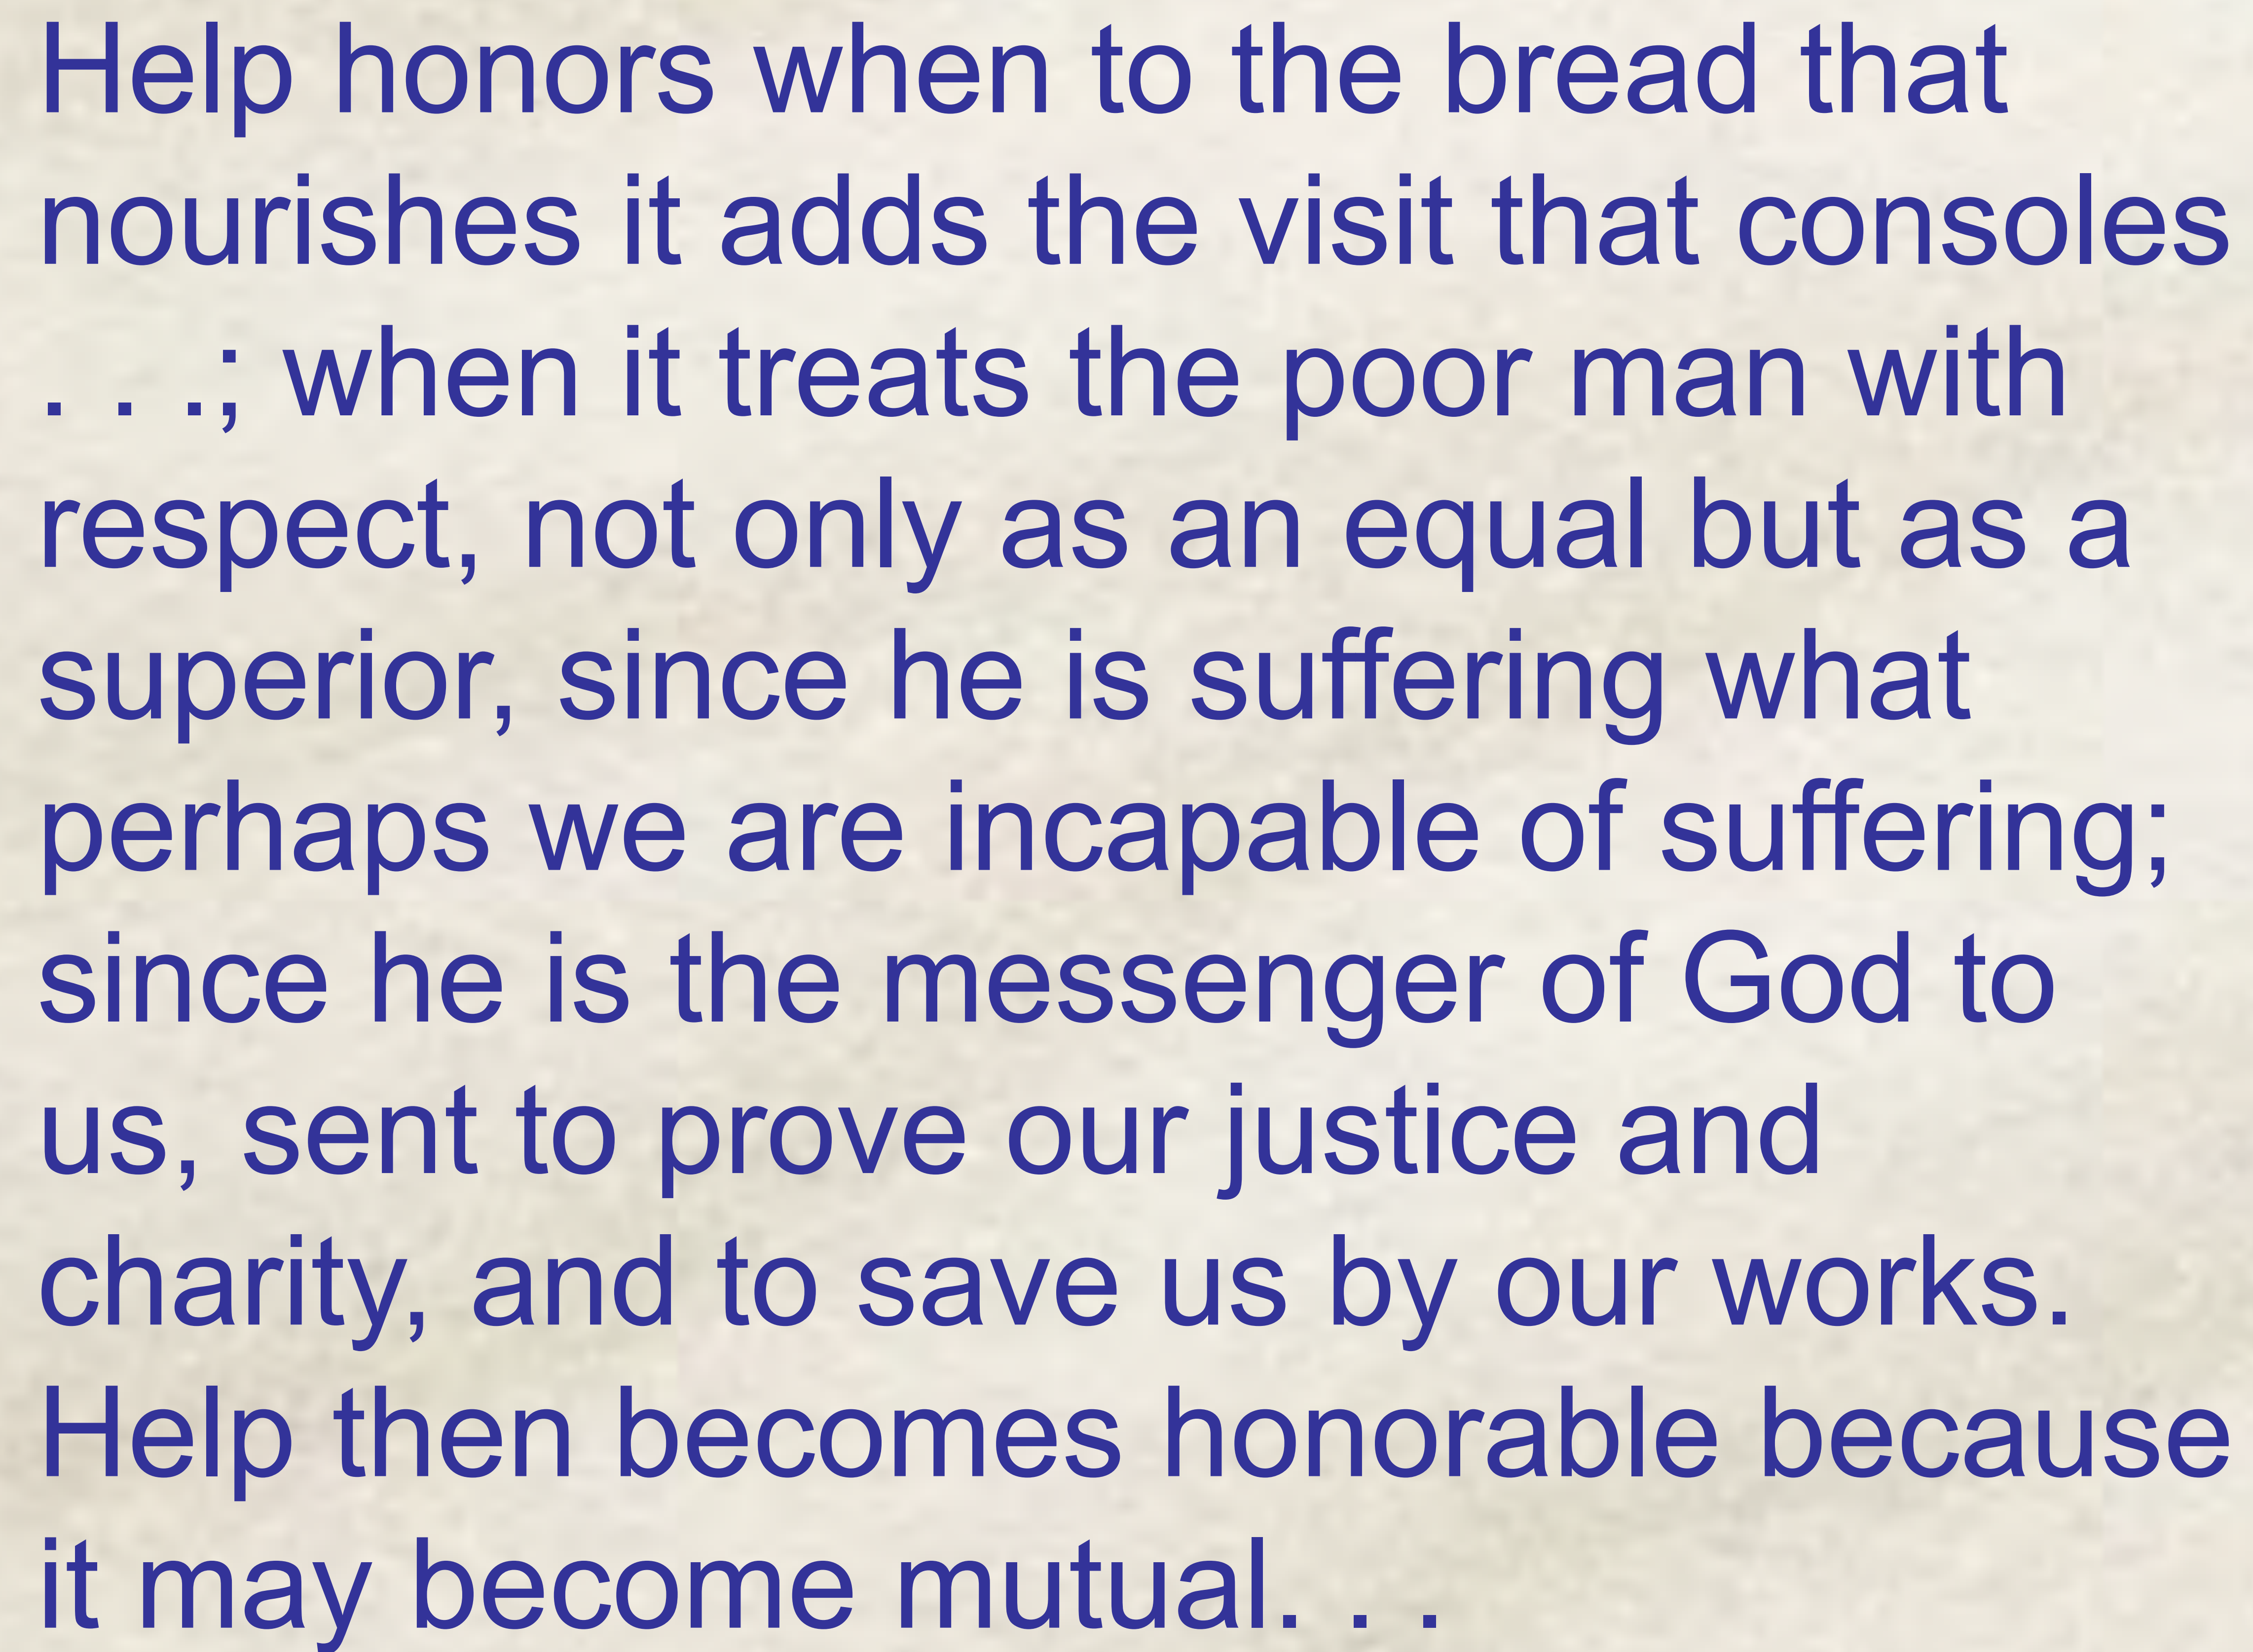 Help honors when to the bread that
nourishes it adds the visit that consoles
. . .; when it treats the poor man with
respect, not only as an equal but as a
superior, since he is suffering what
perhaps we are incapable of suffering;
since he is the messenger of God to
us, sent to prove our justice and
charity, and to save us by our works.
Help then becomes honorable because
it may become mutual. . .